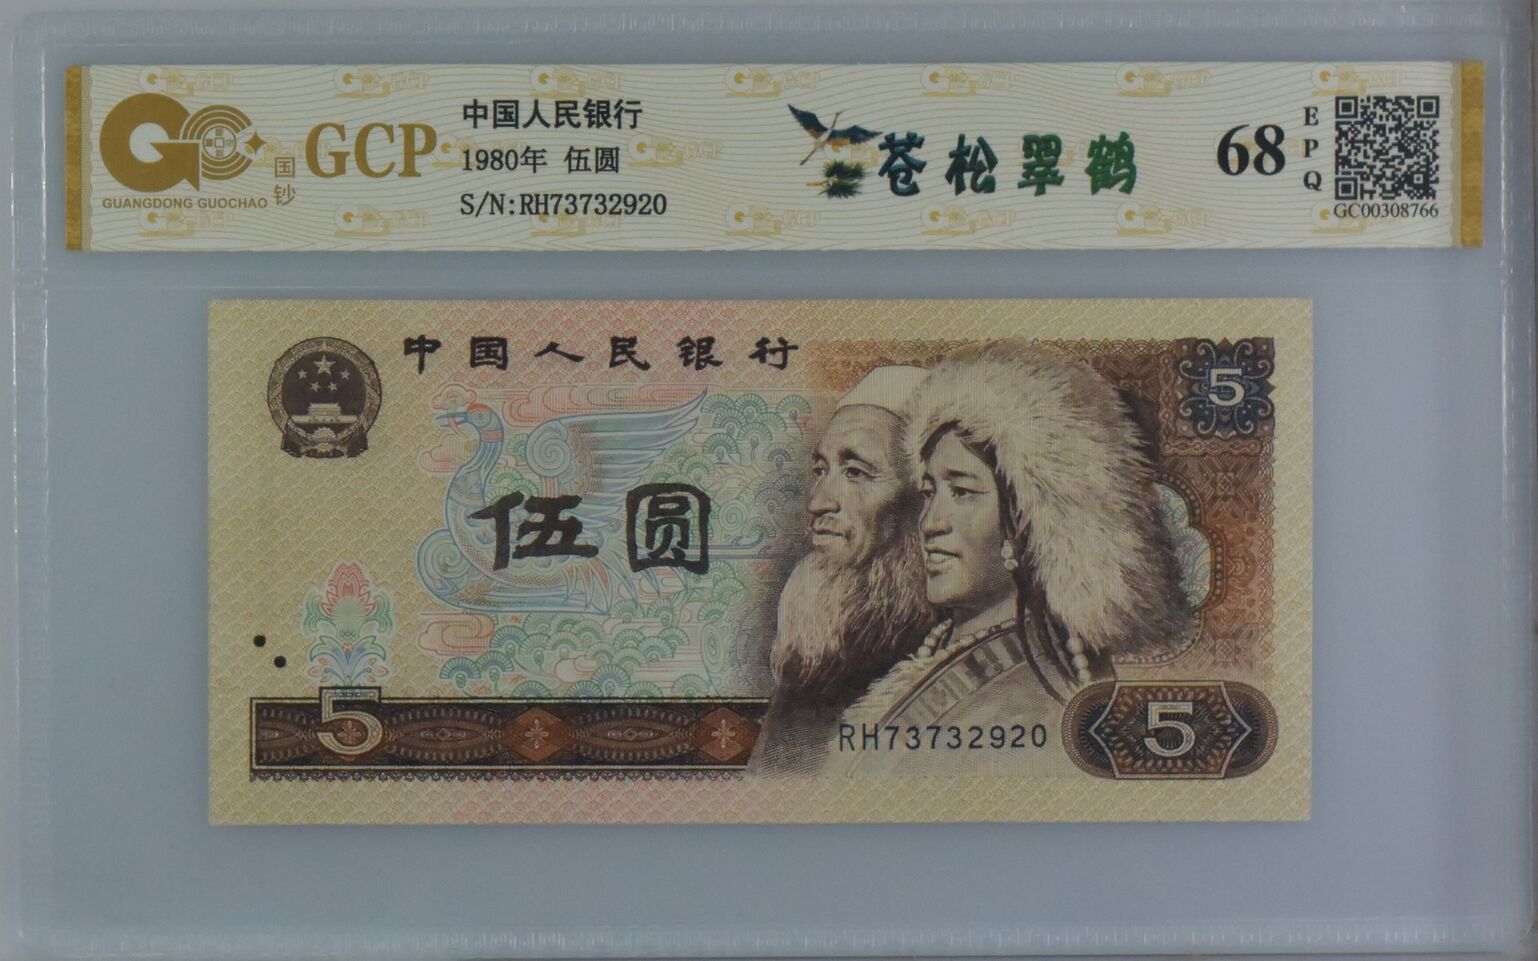 GCP
GUANGDONG GUOCHAO
国钞
中国人民银行
1980年 伍圆
S/N:RH73732920
苍松翠鹤
68
EPQ
GC00308766
中国人民银行
5
伍圆
5
RH73732920
5